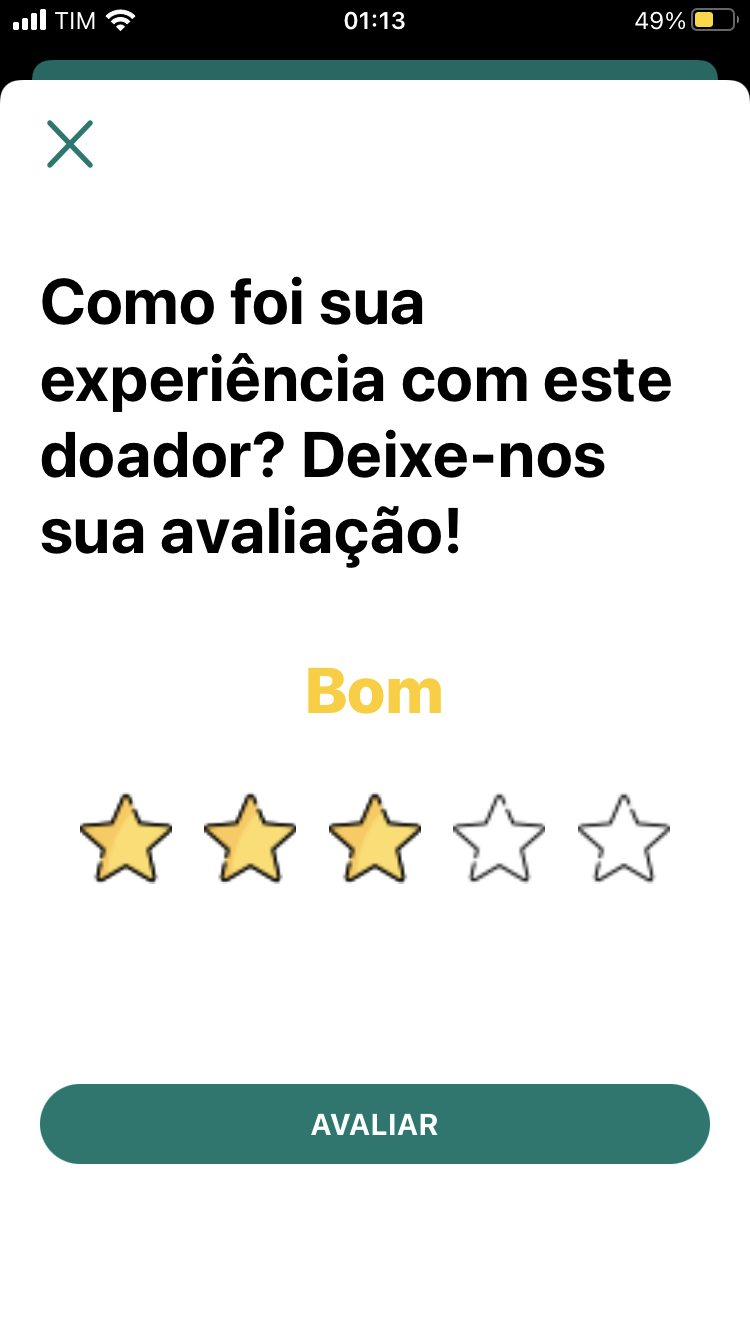 TIM 01:13 49%
Como foi sua
experiência com este
doador? Deixe-nos
sua avaliação!
Bom
AVALIAR